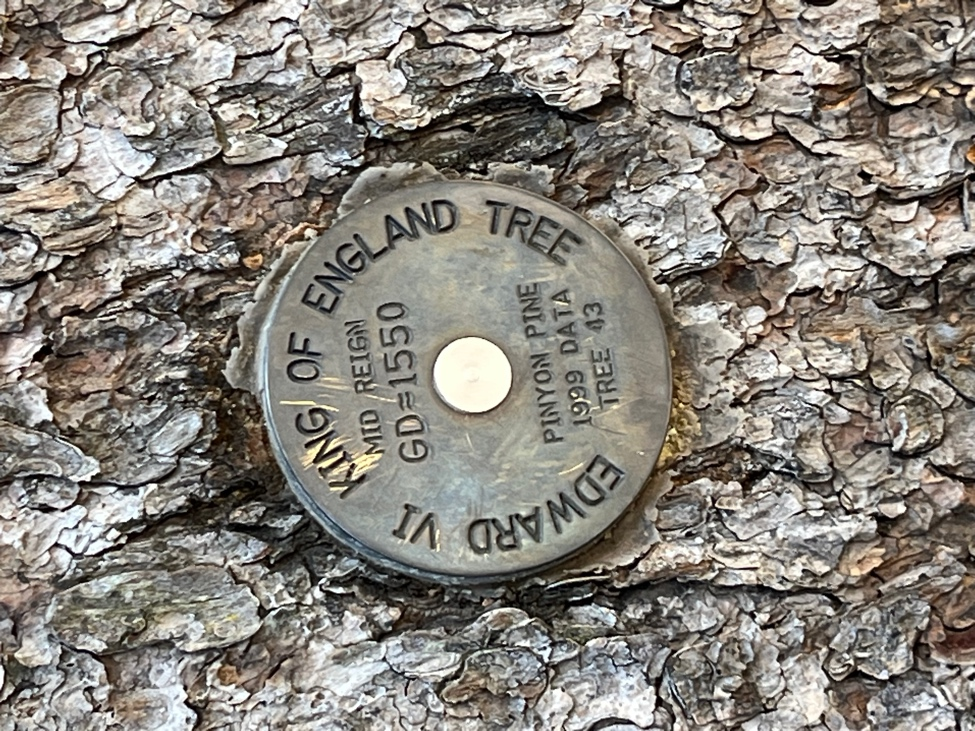 KING OF ENGLAND TREE
EDWARD VI
MID REIGN
GD=1550
PINYON PINE
1999 DATA
TREE 43